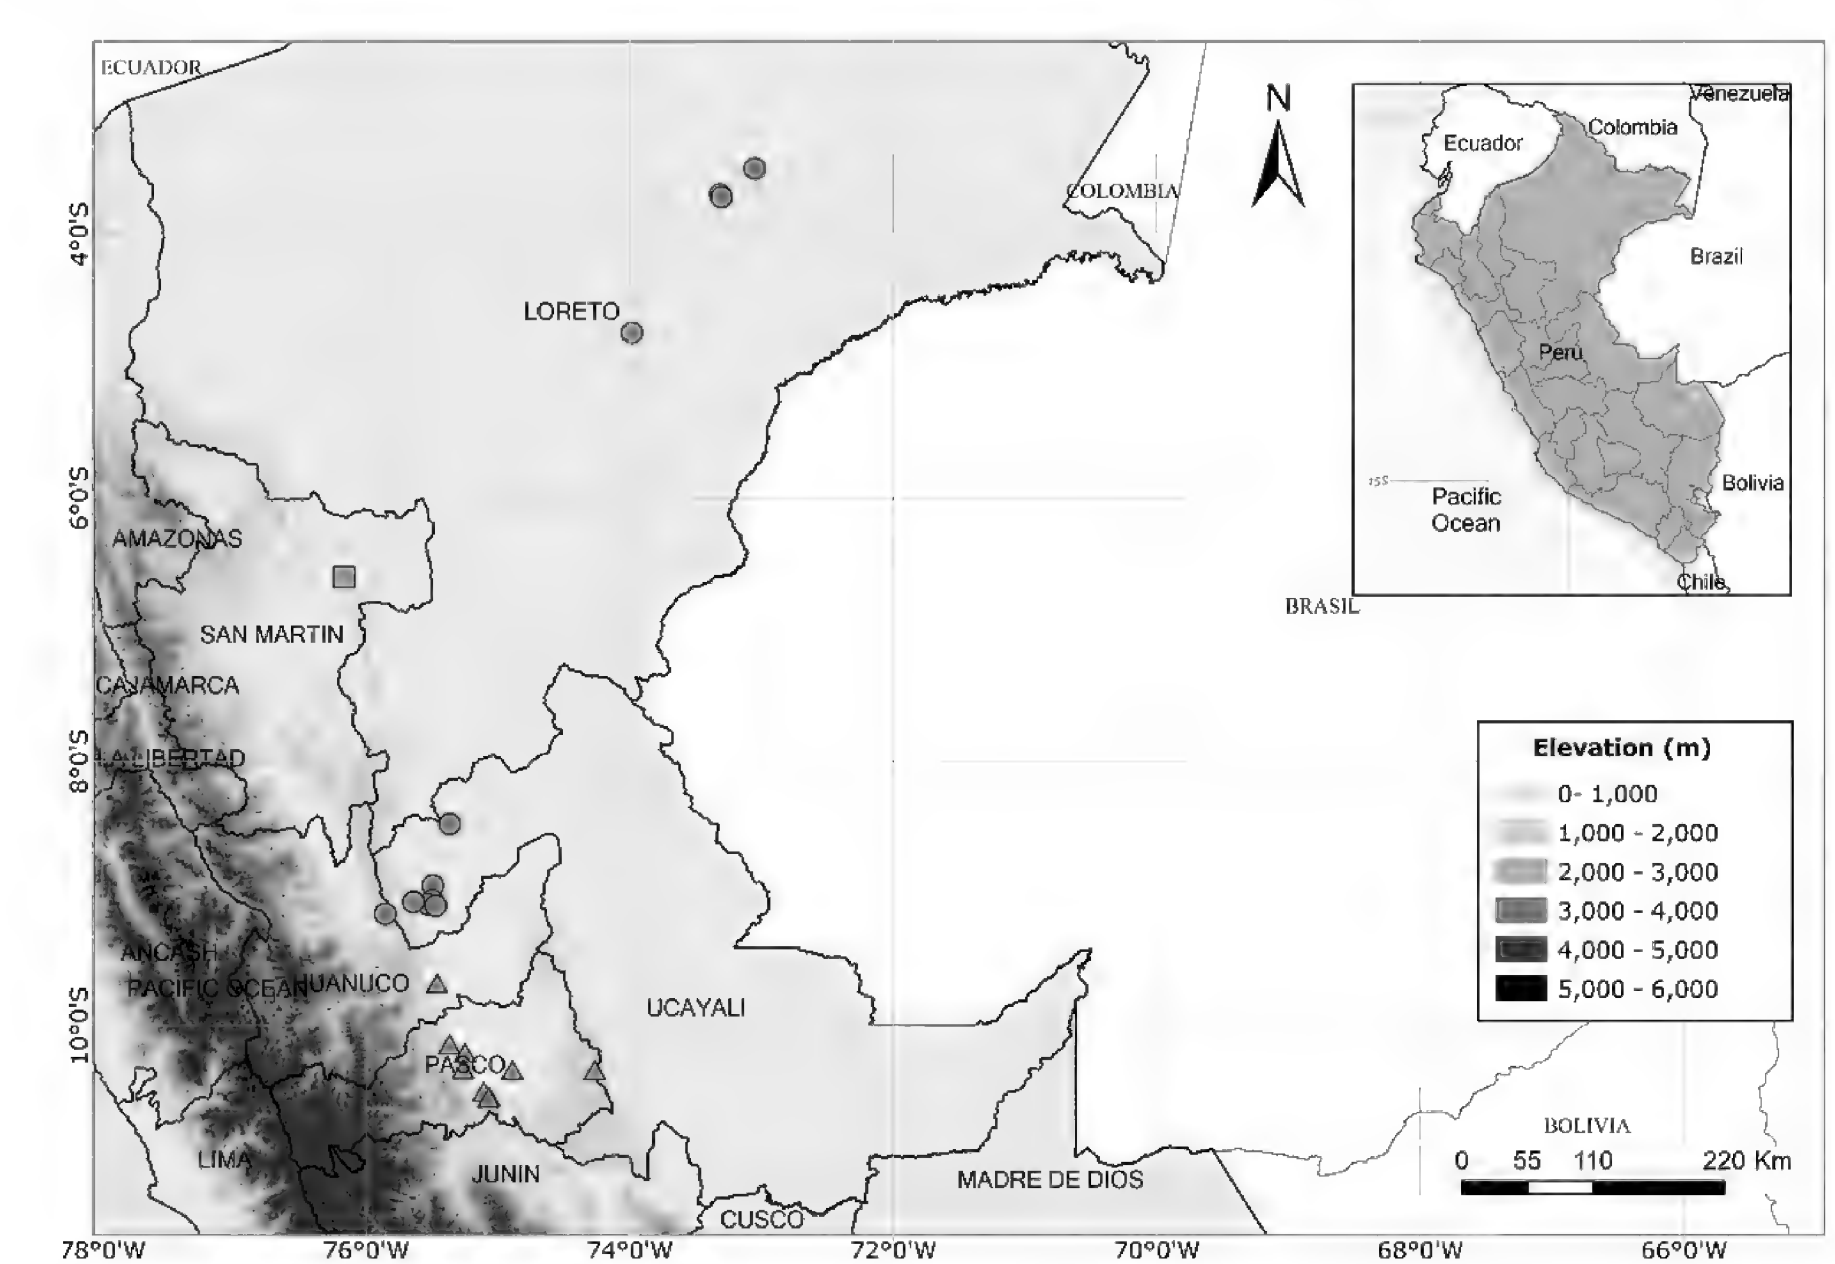 ECUADOR
N
Venezuela
Colombia
Ecuador
COLOMBIA
4°0'S
Brazil
LORETO
Peru
6°0'S
15S
Bolivia
Pacific
Ocean
AMAZONAS
Chile
BRASIL
SAN MARTIN
CAJAMARCA
8°0'S
LA LIBERTAD
Elevation (m)
0- 1,000
1,000 - 2,000
2,000 - 3,000
3,000 - 4,000
4,000 - 5,000
5,000 - 6,000
ANCASH
PACIFIC OCEAN
HUANUCO
UCAYALI
10°0'S
PASCO
BOLIVIA
LIMA
JUNIN
MADRE DE DIOS
0 55 110 220 Km
CUSCO
78°0'W 76°0'W 74°0'W 72°0'W 70°0'W 68°0'W 66°0'W